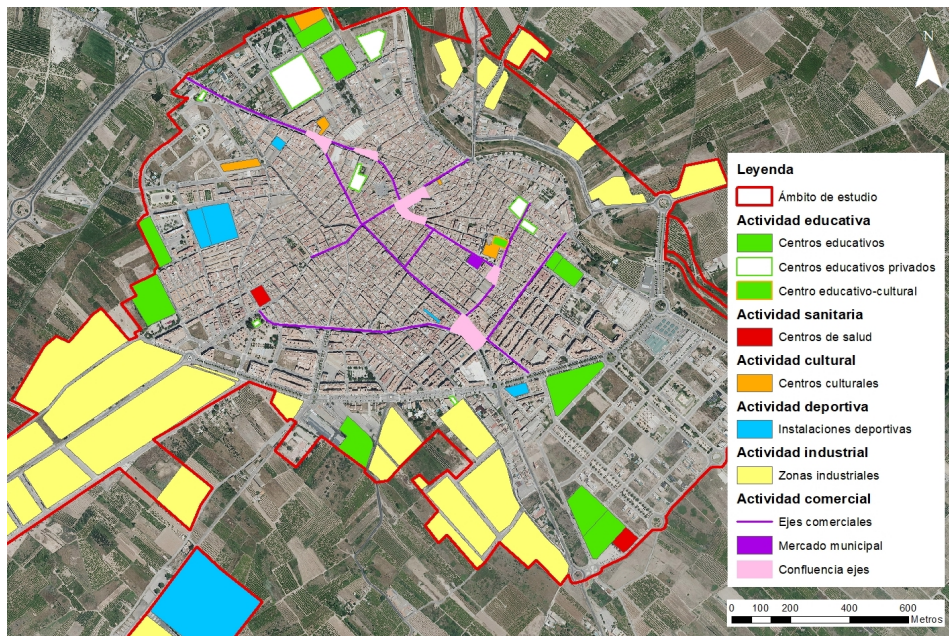 N
Leyenda
Ámbito de estudio
Actividad educativa
Centros educativos
Centros educativos privados
Centro educativo-cultural
Actividad sanitaria
Centros de salud
Actividad cultural
Centros culturales
Actividad deportiva
Instalaciones deportivas
Actividad industrial
Zonas industriales
Actividad comercial
Ejes comerciales
Mercado municipal
Confluencia ejes
0 100 200 400 600
Metros